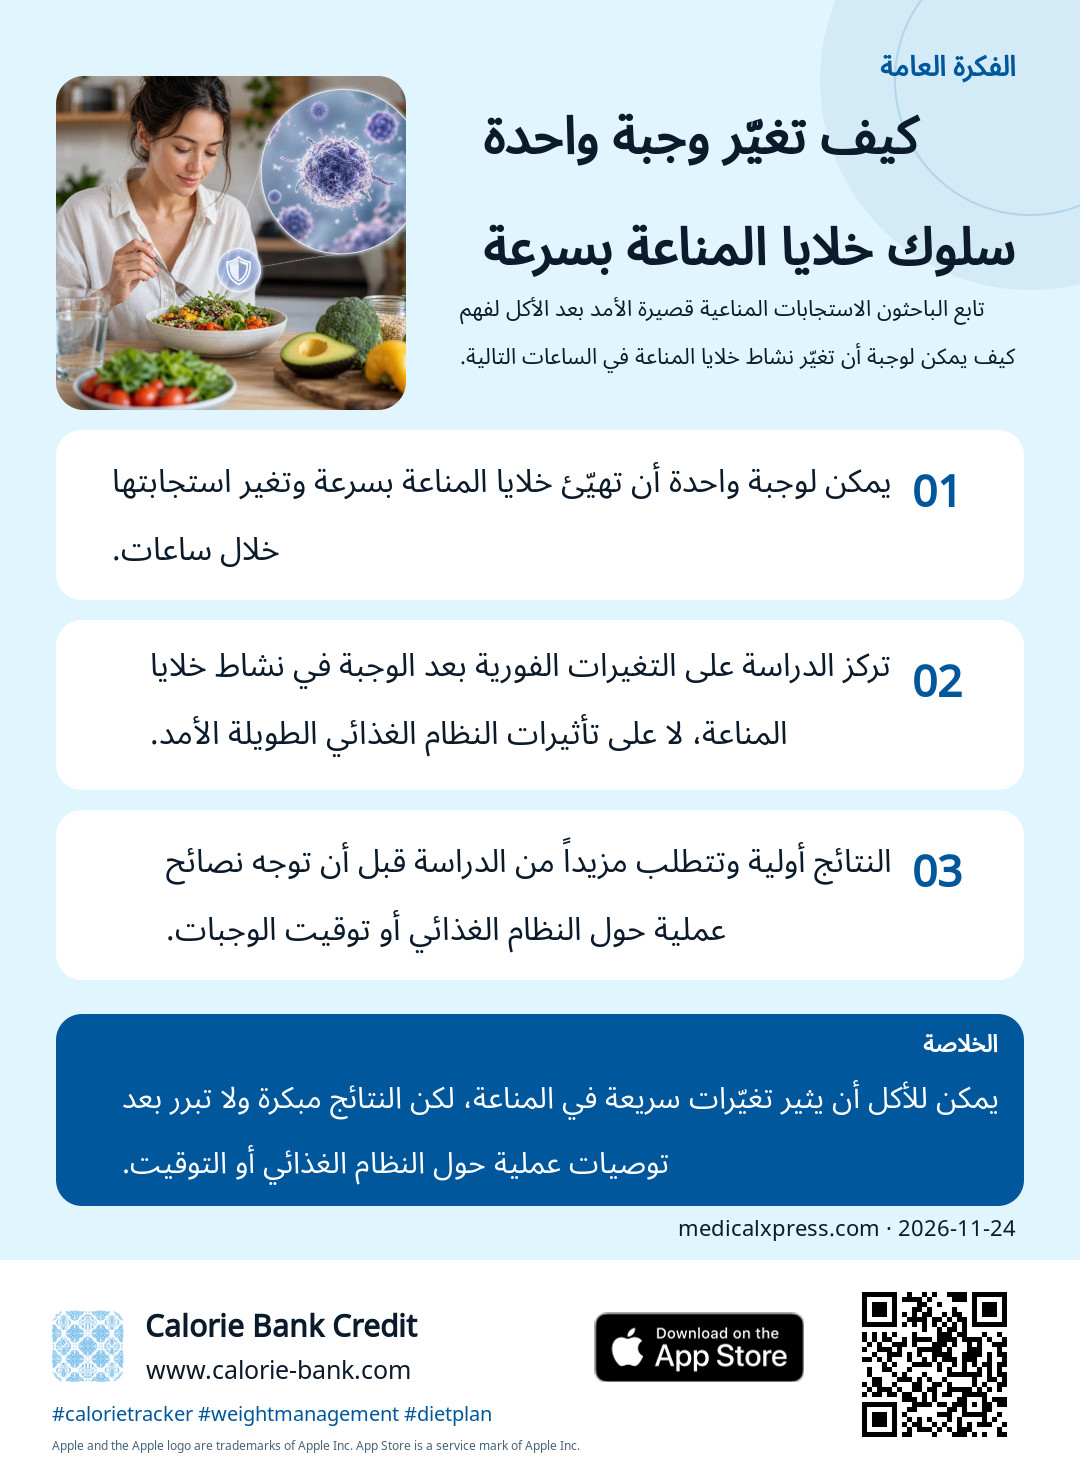 الفكرة العامة
كيف تغيّر وجبة واحدة
سلوك خلايا المناعة بسرعة
تابع الباحثون الاستجابات المناعية قصيرة الأمد بعد الأكل لفهم
كيف يمكن لوجبة أن تغيّر نشاط خلايا المناعة في الساعات التالية.
01
يمكن لوجبة واحدة أن تهيّئ خلايا المناعة بسرعة وتغير استجابتها
خلال ساعات.
02
تركز الدراسة على التغيرات الفورية بعد الوجبة في نشاط خلايا
المناعة، لا على تأثيرات النظام الغذائي الطويلة الأمد.
03
النتائج أولية وتتطلب مزيداً من الدراسة قبل أن توجه نصائح
عملية حول النظام الغذائي أو توقيت الوجبات.
الخلاصة
يمكن للأكل أن يثير تغيّرات سريعة في المناعة، لكن النتائج مبكرة ولا تبرر بعد
توصيات عملية حول النظام الغذائي أو التوقيت.
medicalxpress.com · 2026-11-24
Calorie Bank Credit
www.calorie-bank.com
#calorietracker #weightmanagement #dietplan
Apple and the Apple logo are trademarks of Apple Inc. App Store is a service mark of Apple Inc.
Download on the
App Store